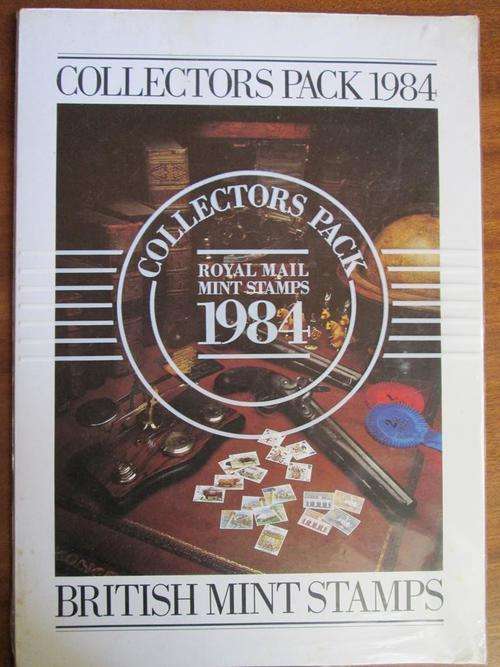 COLLECTORS PACK 1984
COLLECTORS PACK
ROYAL MAIL
MINT STAMPS
1984
BRITISH MINT STAMPS